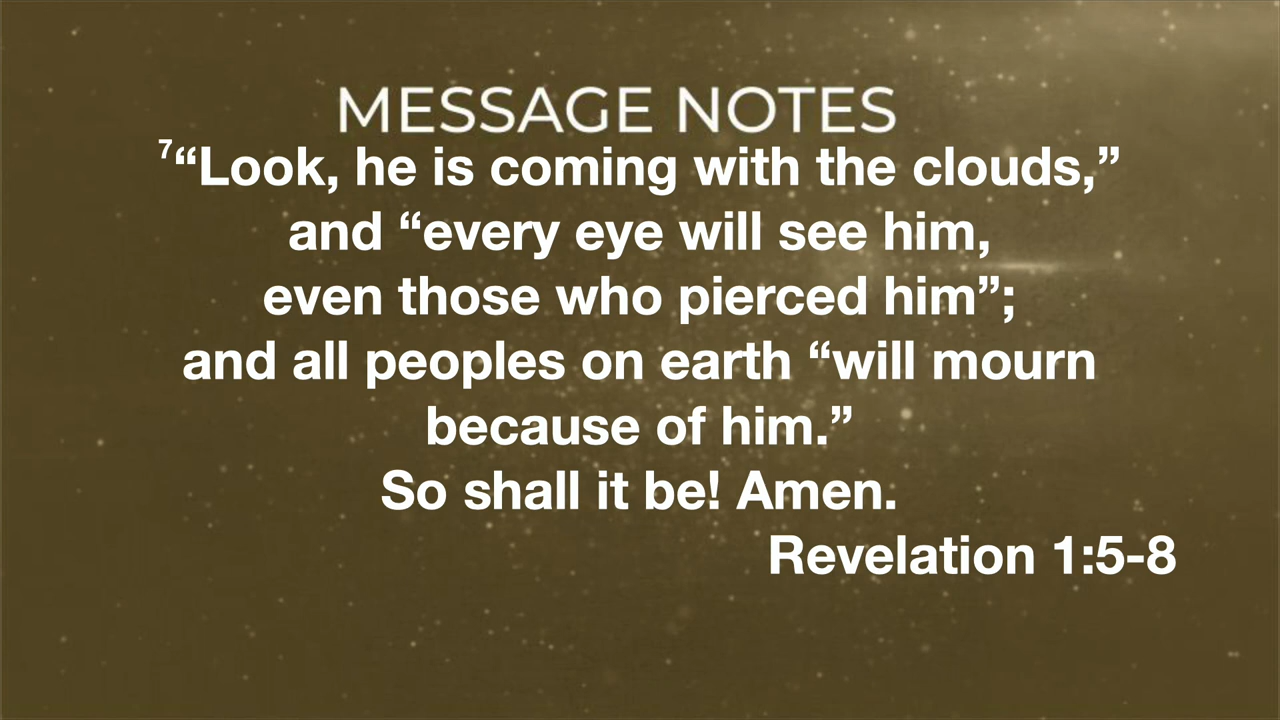 MESSAGE NOTES
⁷“Look, he is coming with the clouds,”
and “every eye will see him,
even those who pierced him”;
and all peoples on earth “will mourn
because of him.”
So shall it be! Amen.
Revelation 1:5-8